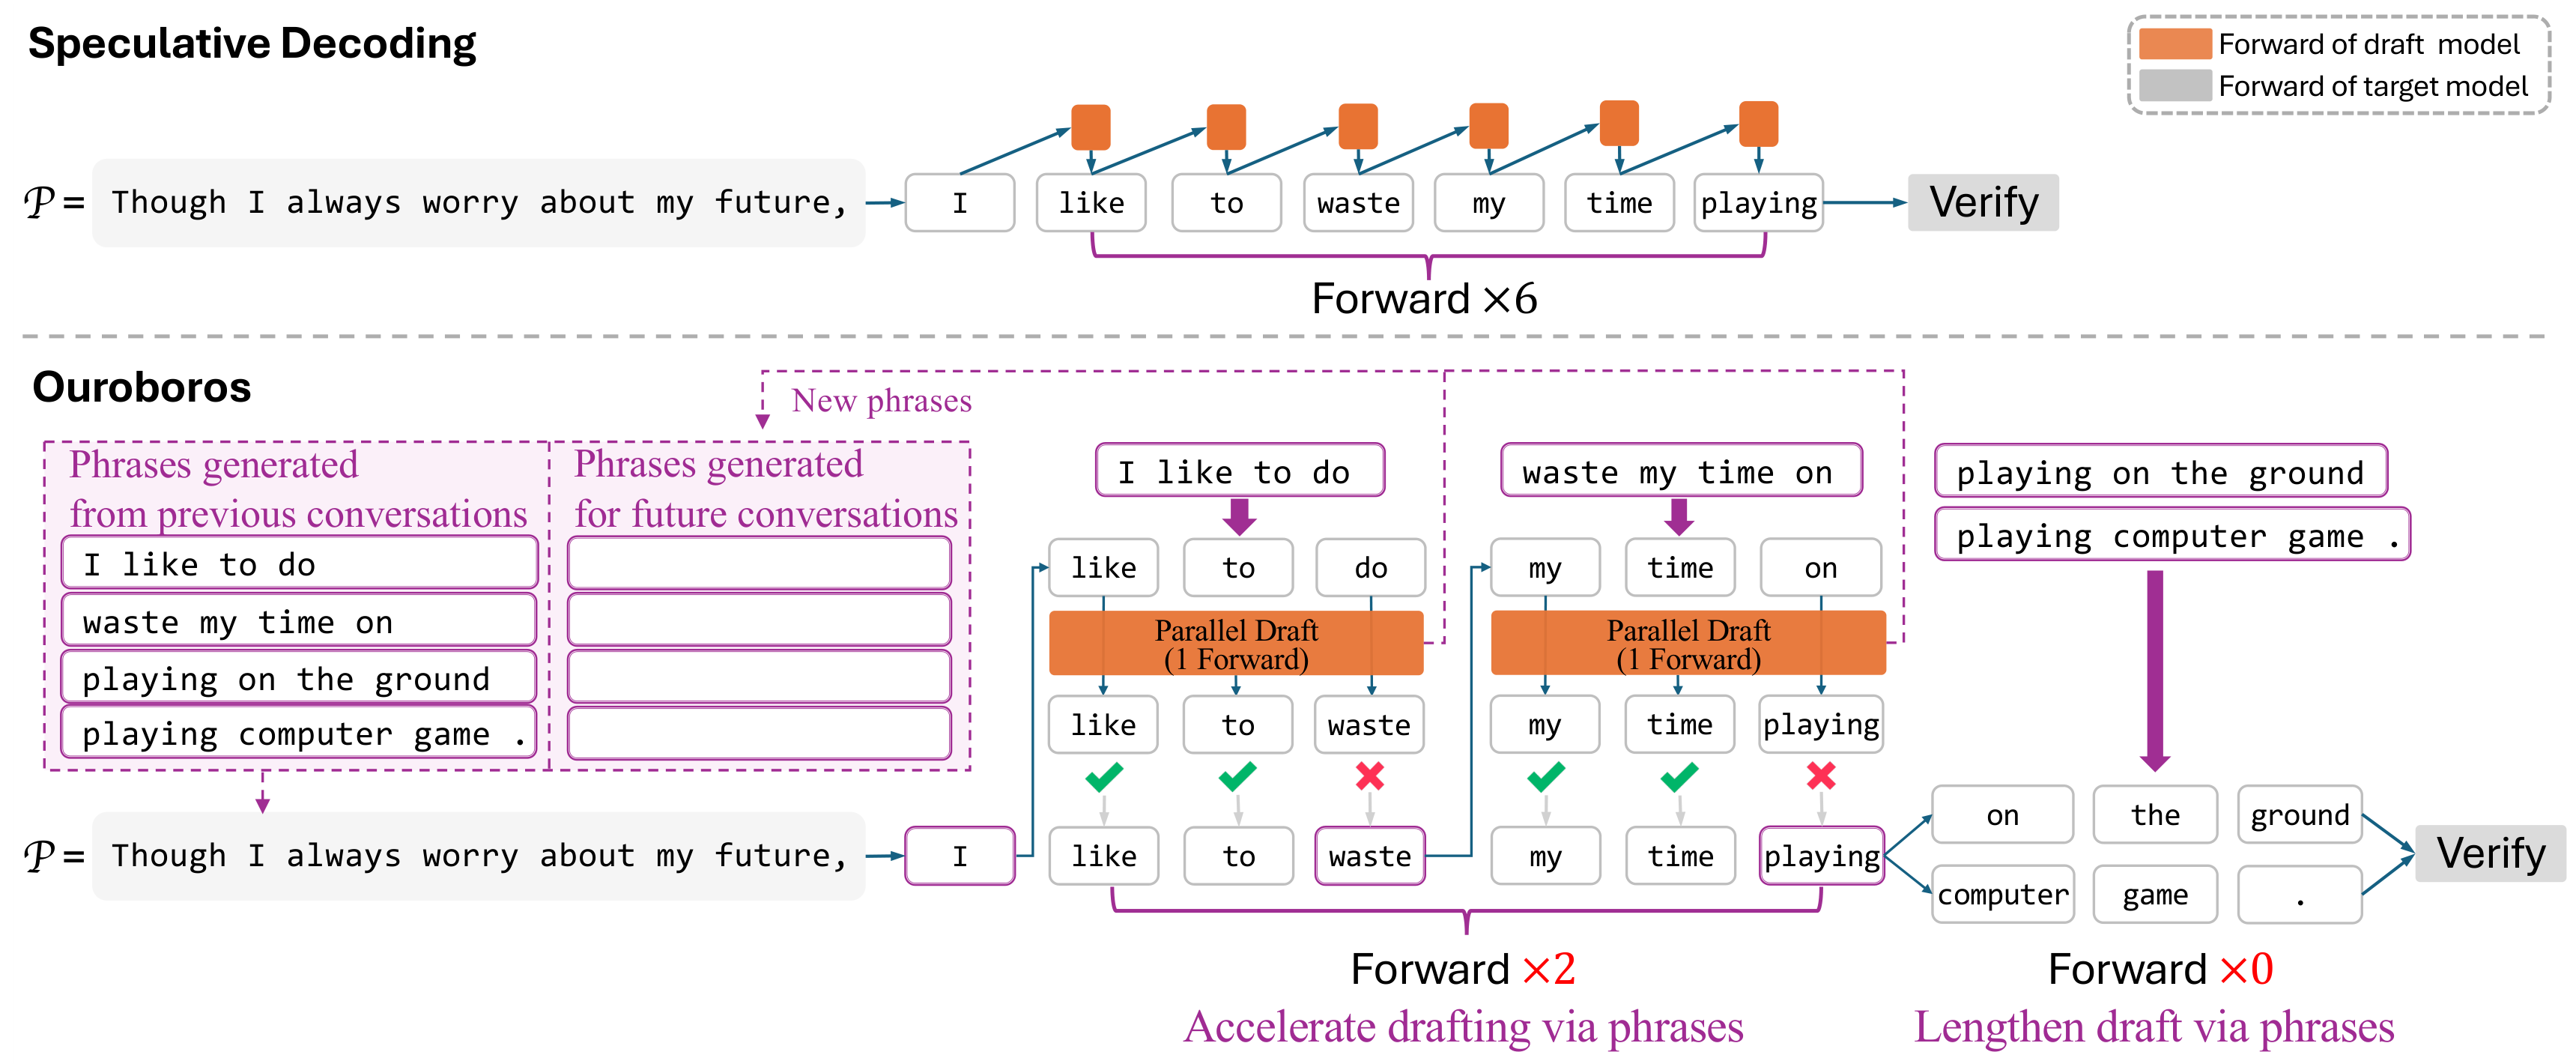 Speculative Decoding
Forward of draft model
Forward of target model
𝒫 = Though I always worry about my future, I like to waste my time playing Verify
Forward ×6
Ouroboros
New phrases
Phrases generated
from previous conversations
I like to do
waste my time on
playing on the ground
playing computer game .
Phrases generated
for future conversations
I like to do
waste my time on
playing on the ground
playing computer game .
like to do
my time on
Parallel Draft
(1 Forward)
Parallel Draft
(1 Forward)
like to waste
my time playing
on the ground
𝒫 = Though I always worry about my future, I like to waste my time playing
Verify
computer game .
Forward ×2
Accelerate drafting via phrases
Forward ×0
Lengthen draft via phrases